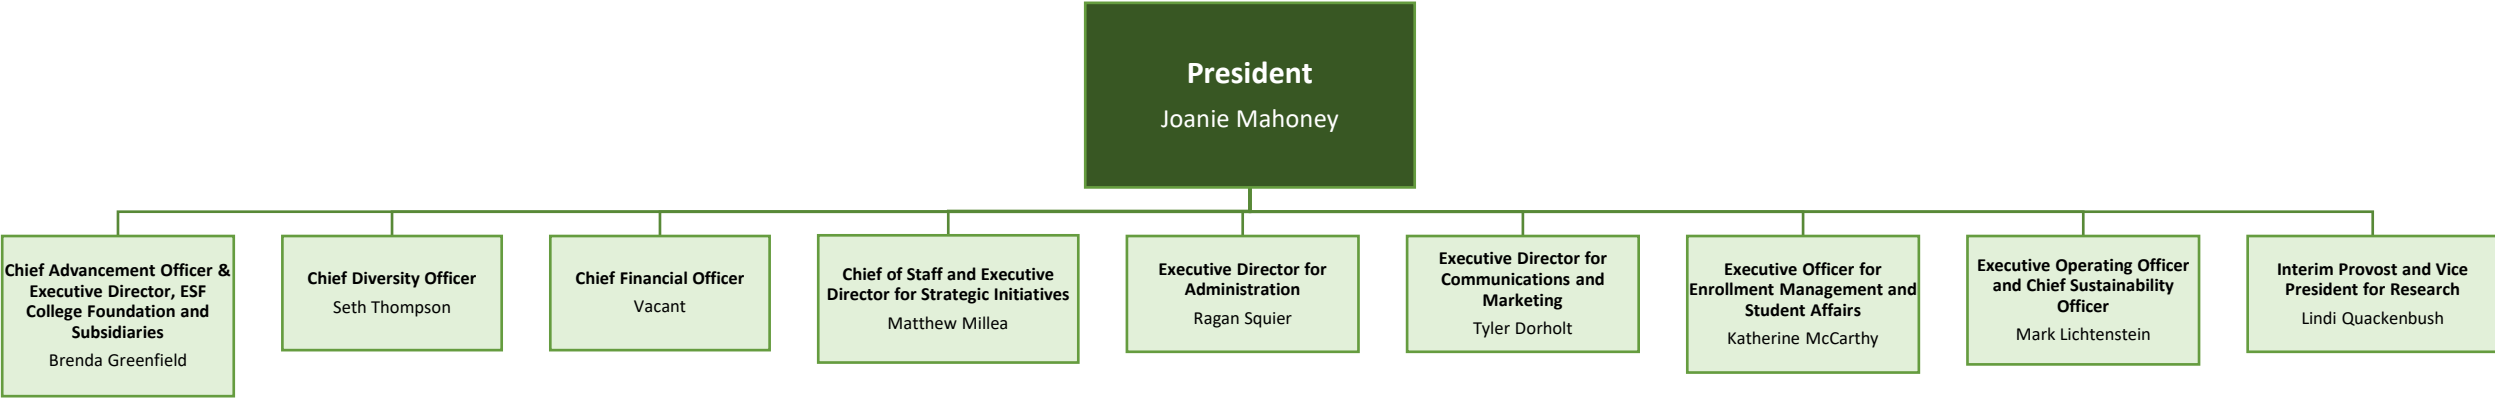 President
Joanie Mahoney
Chief Advancement Officer &
Executive Director, ESF
College Foundation and
Subsidiaries
Brenda Greenfield
Chief Diversity Officer
Seth Thompson
Chief Financial Officer
Vacant
Chief of Staff and Executive
Director for Strategic Initiatives
Matthew Millea
Executive Director for
Administration
Ragan Squier
Executive Director for
Communications and
Marketing
Tyler Dorholt
Executive Officer for
Enrollment Management and
Student Affairs
Katherine McCarthy
Executive Operating Officer
and Chief Sustainability
Officer
Mark Lichtenstein
Interim Provost and Vice
President for Research
Lindi Quackenbush